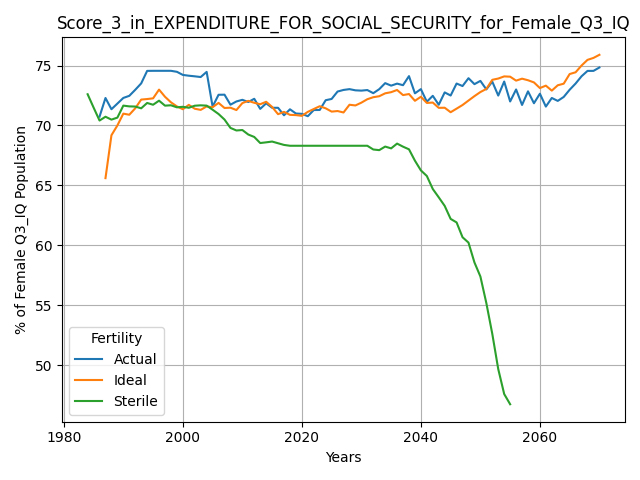 Score_3_in_EXPENDITURE_FOR_SOCIAL_SECURITY_for_Female_Q3_IQ
% of Female Q3_IQ Population
75
70
65
60
55
50
Fertility
Actual
Ideal
Sterile
1980
2000
2020
2040
2060
Years